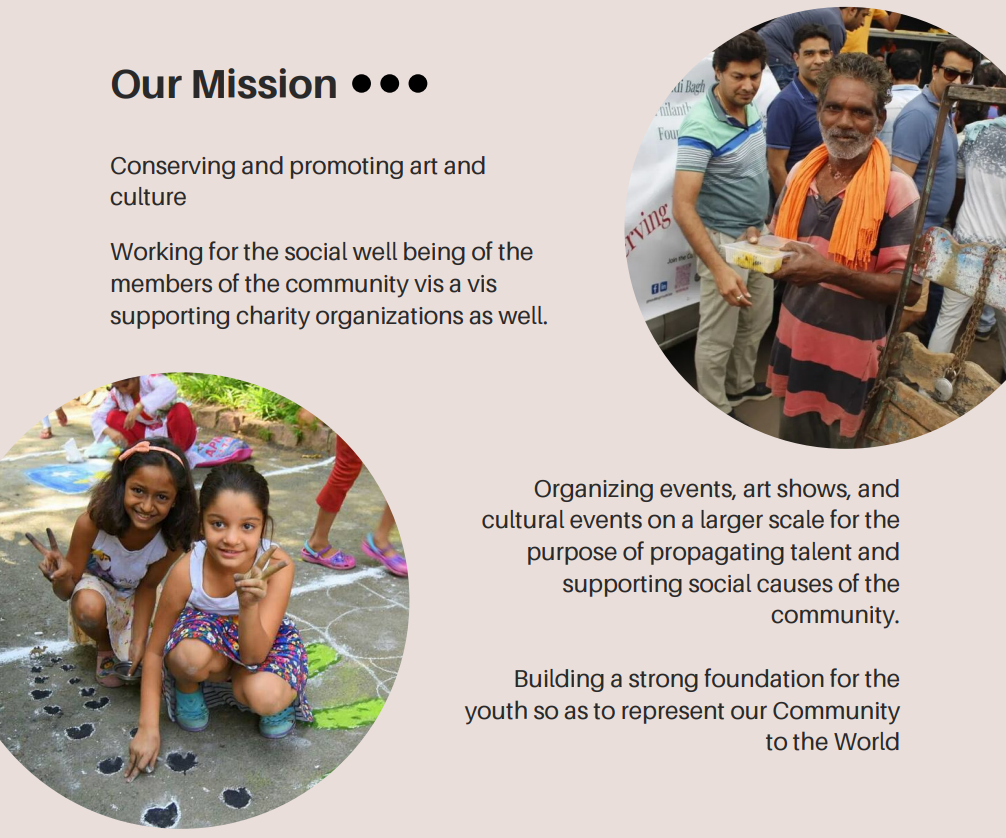 Our Mission
Conserving and promoting art and
culture
Working for the social well being of the
members of the community vis a vis
supporting charity organizations as well.
di Bagh
erving
Join the
Organizing events, art shows, and
cultural events on a larger scale for the
purpose of propagating talent and
supporting social causes of the
community.
Building a strong foundation for the
youth so as to represent our Community
to the World